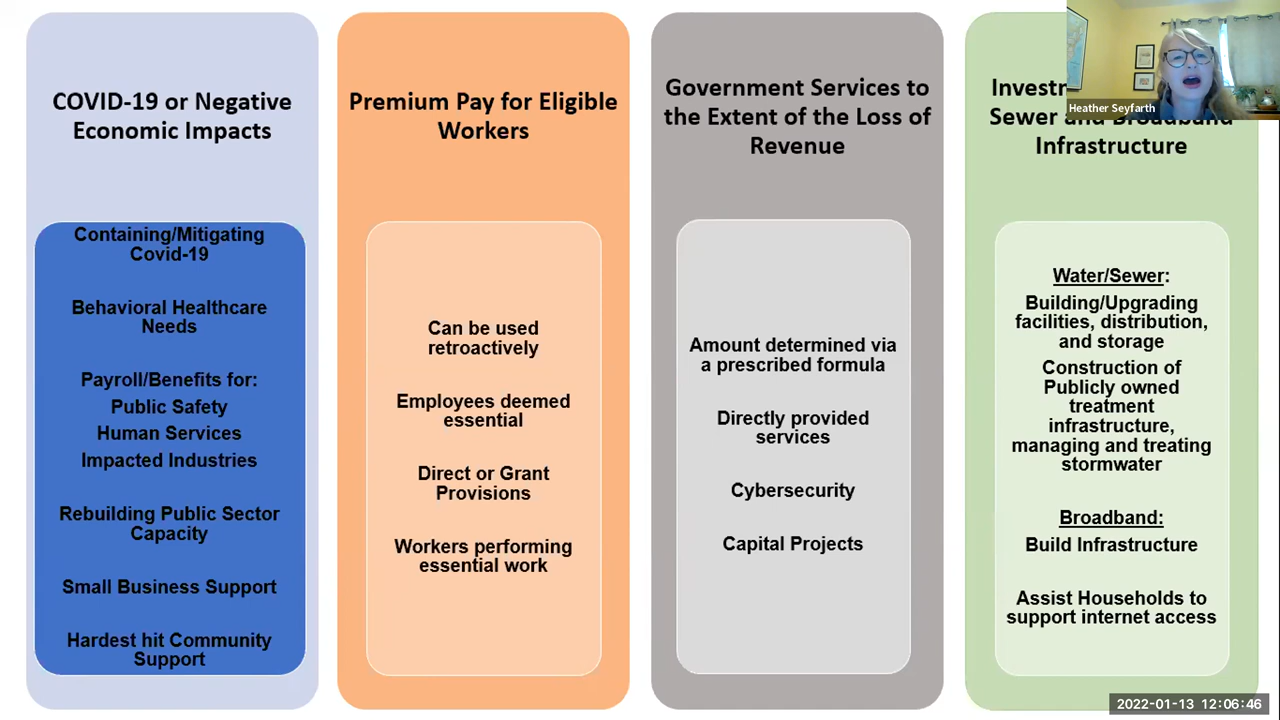 COVID-19 or Negative
Economic Impacts
Containing/Mitigating
Covid-19
Behavioral Healthcare
Needs
Payroll/Benefits for:
Public Safety
Human Services
Impacted Industries
Rebuilding Public Sector
Capacity
Small Business Support
Hardest hit Community
Support
Premium Pay for Eligible
Workers
Can be used
retroactively
Employees deemed
essential
Direct or Grant
Provisions
Workers performing
essential work
Government Services to
the Extent of the Loss of
Revenue
Amount determined via
a prescribed formula
Directly provided
services
Cybersecurity
Capital Projects
Sewer and Broadband
Infrastructure
Water/Sewer:
Building/Upgrading
facilities, distribution,
and storage
Construction of
Publicly owned
treatment
infrastructure,
managing and treating
stormwater
Broadband:
Build Infrastructure
Assist Households to
support internet access
Heather Seyfarth
2022-01-13 12:06:46